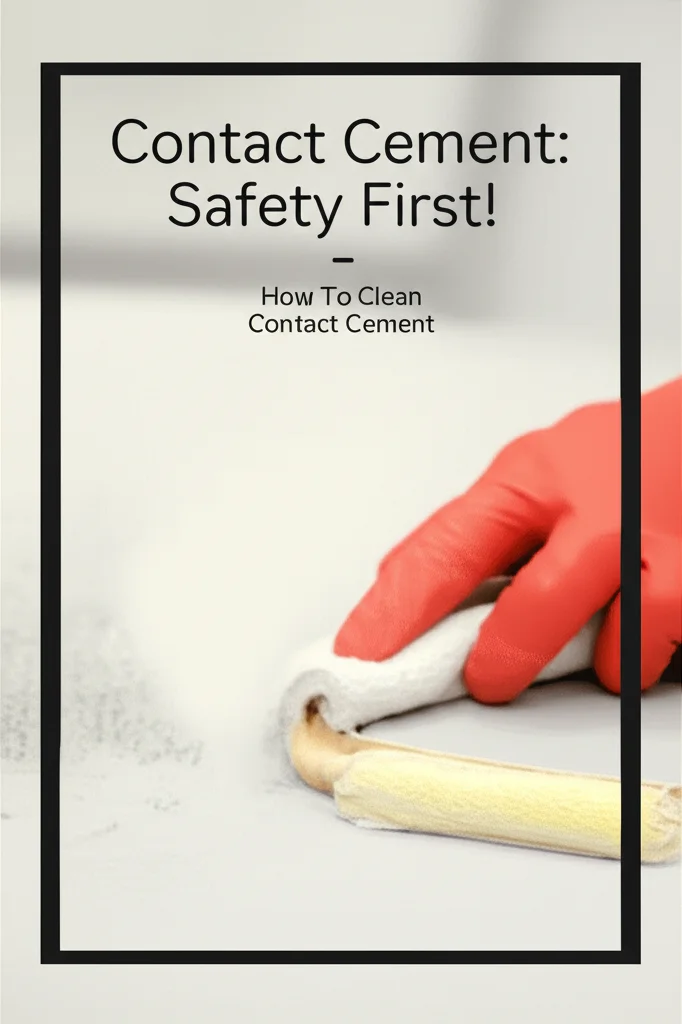 Contact Cement:
Safety First!
–
How To Clean
Contact Cement